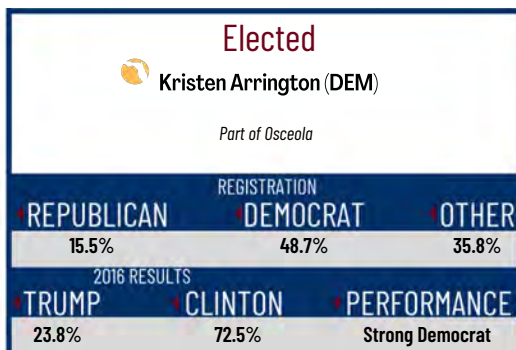 Elected
Kristen Arrington (DEM)
Part of Osceola
REGISTRATION
REPUBLICAN DEMOCRAT OTHER
15.5% 48.7% 35.8%
2016 RESULTS
TRUMP CLINTON PERFORMANCE
23.8% 72.5% Strong Democrat